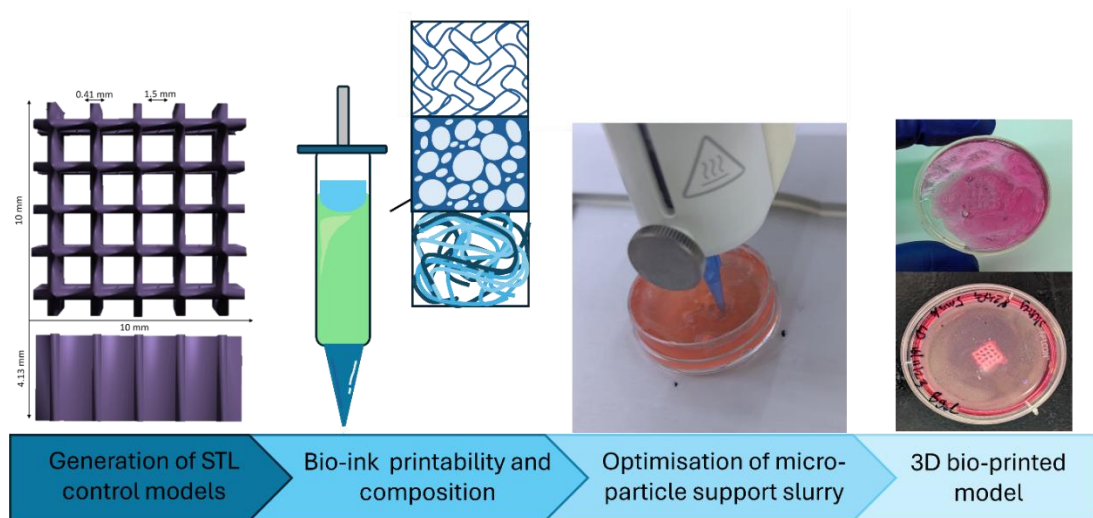 0.41 mm
1.5 mm
10 mm
10 mm
4.13 mm
Generation of STL
control models
Bio-ink printability and
composition
Optimisation of micro-
particle support slurry
3D bio-printed
model